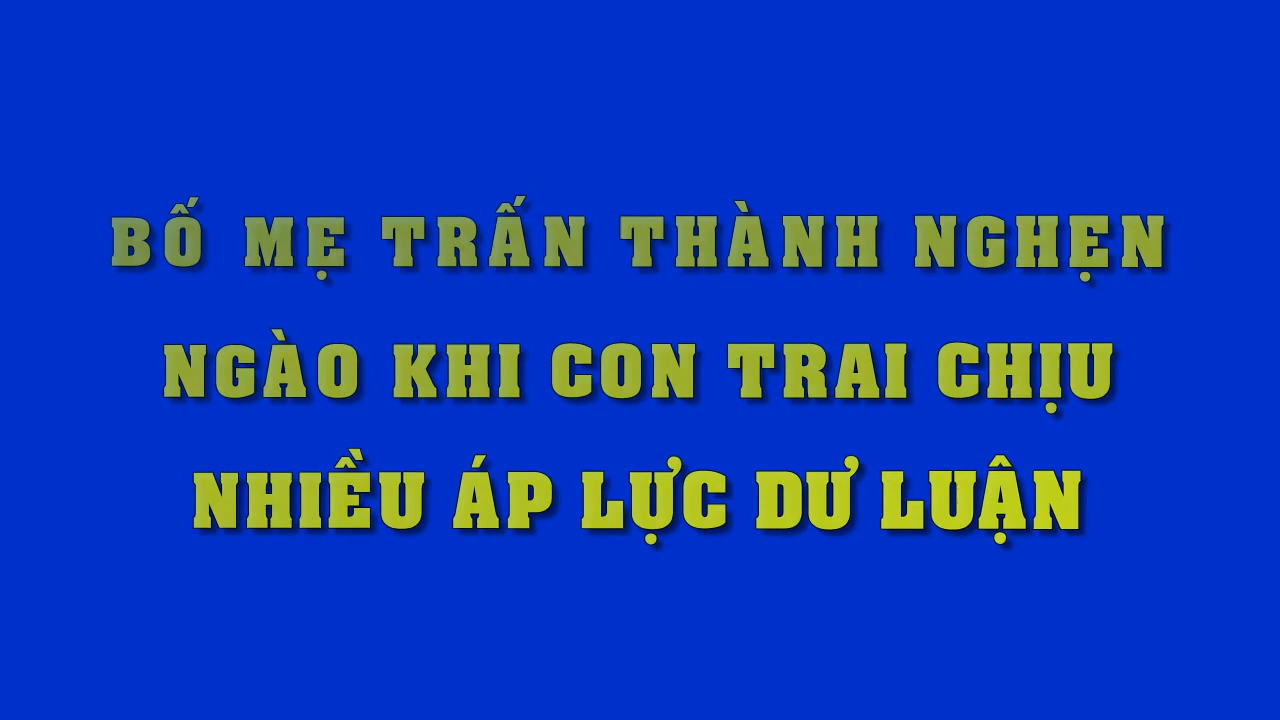 BỐ MẸ TRẤN THÀNH NGHẸN
NGÀO KHI CON TRAI CHỊU
NHIỀU ÁP LỰC DƯ LUẬN